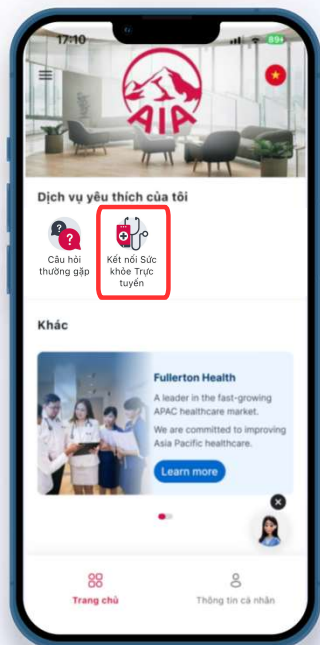 17:10
89
AIA
Dịch vụ yêu thích của tôi
Câu hỏi
thường gặp
Kết nối Sức
khỏe Trực
tuyến
Khác
Fullerton Health
A leader in the fast-growing
APAC healthcare market.
We are committed to improving
Asia Pacific healthcare.
Learn more
Trang chủ
Thông tin cá nhân